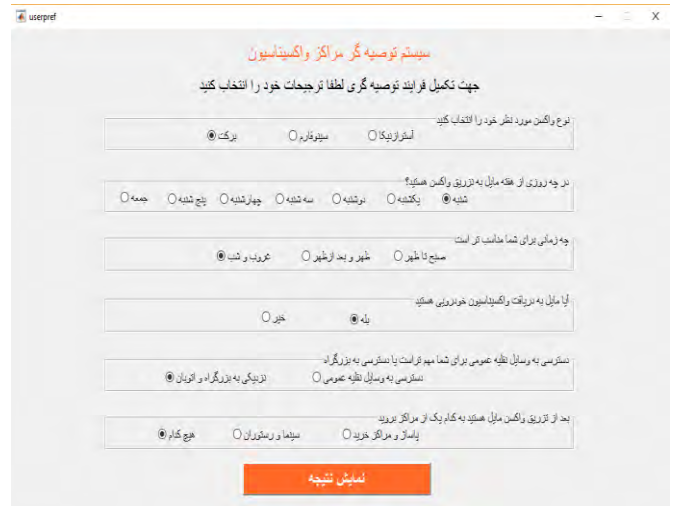 userpref
سیستم توصیه گر مراکز واکسیتاسیون
جهت تکمیل فرایند توصیه گری لطفا ترجیحات خود را انتخاب کنید
نوع واکسن مورد نظر خود را انتخاب کنید
آسترازنیکا سینوفارم برکت
در چه روزی از هفته مایل به تزریق واکسن هستید؟
شنبه یکشنبه دوشنبه سه شنبه چهارشنبه پنج شنبه جمعه
چه زمانی برای شما مناسب تر است
صبح تا ظهر ظهر و بعد ازظهر غروب و شب
آیا مایل به دریافت واکسیناسیون خودرویی هستید
بله خیر
دسترسی به وسایل نقلیه عمومی برای شما مهم تراست یا دسترسی به بزرگراه
دسترسی به وسایل نقلیه عمومی نزدیکی به بزرگراه و اتوبان
بعد از تزریق واکسن مایل هستید به کدام یک از مراکز بروید
پاساژ و مراکز خرید سینما و رستوران هیچ کدام
نمایش نتیجه